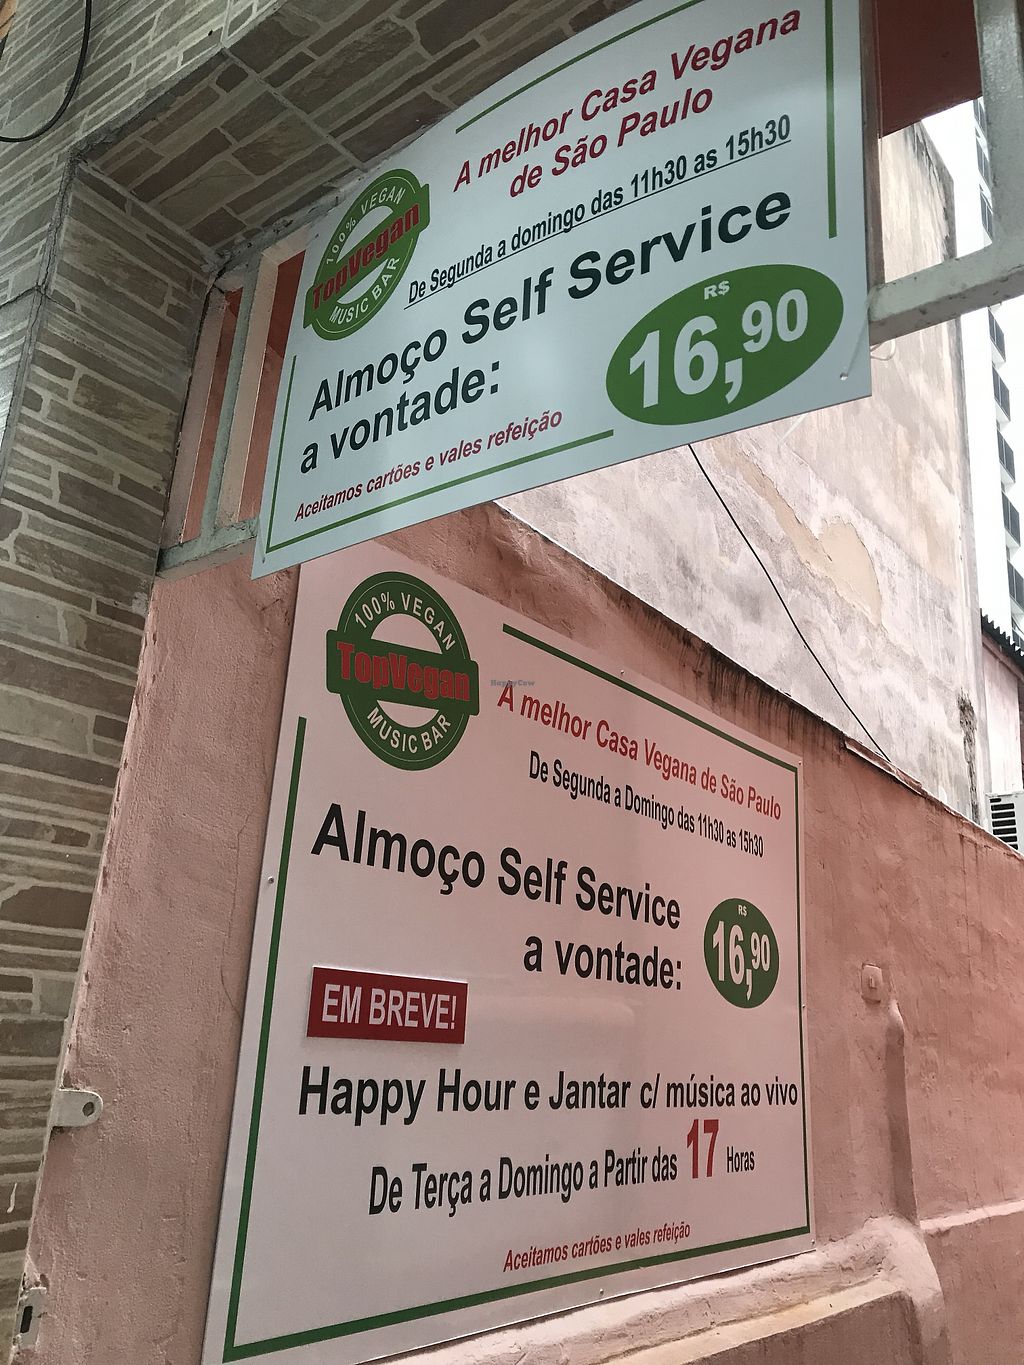 A melhor Casa Vegana
de São Paulo
De Segunda a domingo das 11h30 as 15h30
100% VEGAN
TopVegan
MUSIC BAR
Almoço Self Service
a vontade:
R$
16,90
Aceitamos cartões e vales refeição
100% VEGAN
TopVegan
MUSIC BAR
HappyCow
A melhor Casa Vegana de São Paulo
De Segunda a Domingo das 11h30 as 15h30
Almoço Self Service
a vontade:
R$
16,90
EM BREVE!
Happy Hour e Jantar c/ música ao vivo
De Terça a Domingo a Partir das 17 Horas
Aceitamos cartões e vales refeição